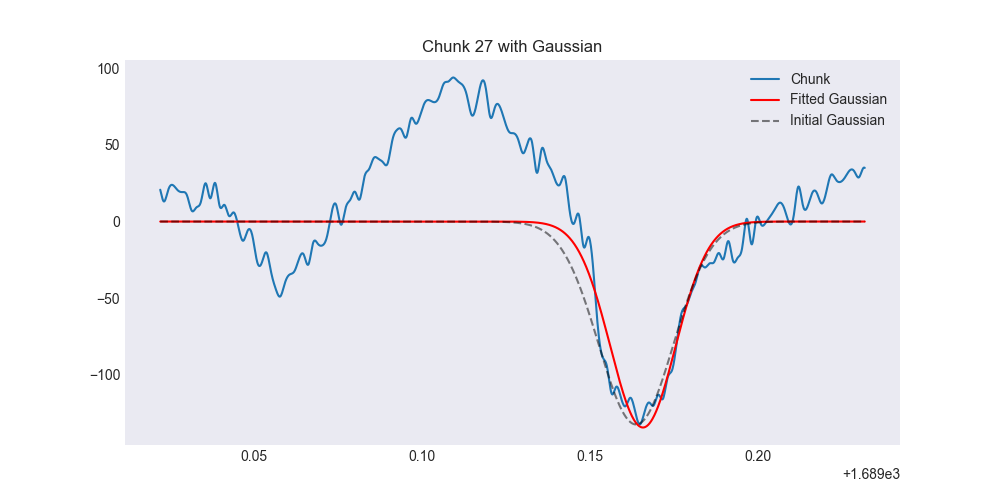 Chunk 27 with Gaussian
Chunk
Fitted Gaussian
Initial Gaussian
100
50
0
−50
−100
0.05 0.10 0.15 0.20
+1.689e3